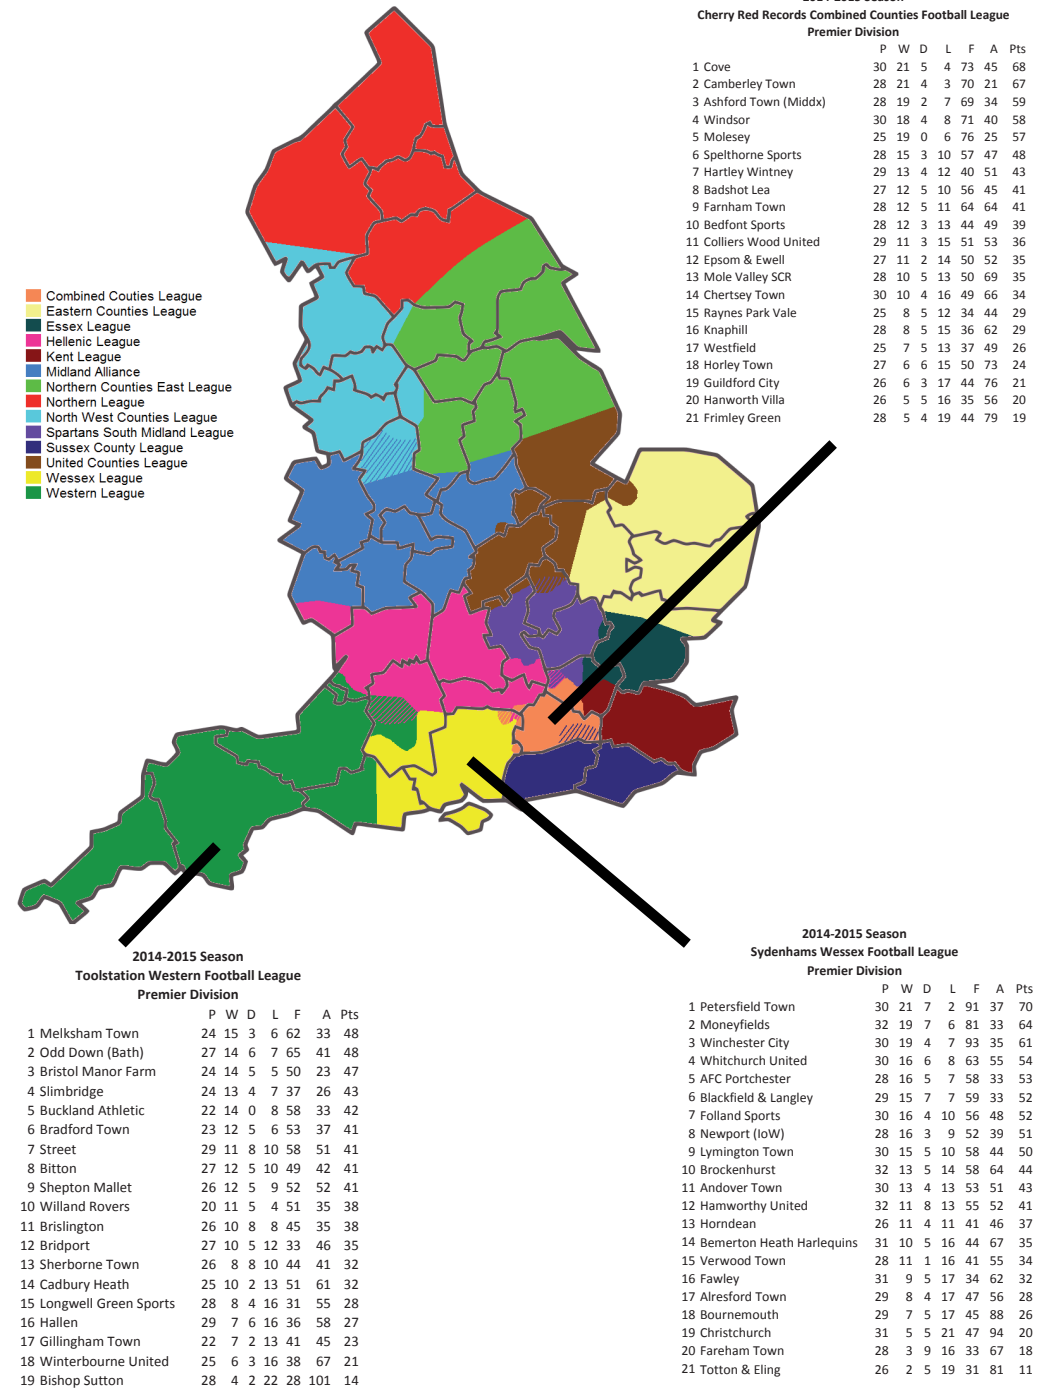 2014-2015 Season
Cherry Red Records Combined Counties Football League
Premier Division
P W D L F A Pts
1 Cove 30 21 5 4 73 45 68
2 Camberley Town 28 21 4 3 70 21 67
3 Ashford Town (Middx) 28 19 2 7 69 34 59
4 Windsor 30 18 4 8 71 40 58
5 Molesey 25 19 0 6 76 25 57
6 Spelthorne Sports 28 15 3 10 57 47 48
7 Hartley Wintney 29 13 4 12 40 51 43
8 Badshot Lea 27 12 5 10 56 45 41
9 Farnham Town 28 12 5 11 64 64 41
10 Bedfont Sports 28 12 3 13 44 49 39
11 Colliers Wood United 29 11 3 15 51 53 36
12 Epsom & Ewell 27 11 2 14 50 52 35
13 Mole Valley SCR 28 10 5 13 50 69 35
14 Chertsey Town 30 10 4 16 49 66 34
15 Raynes Park Vale 25 8 5 12 34 44 29
16 Knaphill 28 8 5 15 36 62 29
17 Westfield 25 7 5 13 37 49 26
18 Horley Town 27 6 6 15 50 73 24
19 Guildford City 26 6 3 17 44 76 21
20 Hanworth Villa 26 5 5 16 35 56 20
21 Frimley Green 28 5 4 19 44 79 19
Combined Couties League
Eastern Counties League
Essex League
Hellenic League
Kent League
Midland Alliance
Northern Counties East League
Northern League
North West Counties League
Spartans South Midland League
Sussex County League
United Counties League
Wessex League
Western League
2014-2015 Season
Toolstation Western Football League
Premier Division
P W D L F A Pts
1 Melksham Town 24 15 3 6 62 33 48
2 Odd Down (Bath) 27 14 6 7 65 41 48
3 Bristol Manor Farm 24 14 5 5 50 23 47
4 Slimbridge 24 13 4 7 37 26 43
5 Buckland Athletic 22 14 0 8 58 33 42
6 Bradford Town 23 12 5 6 53 37 41
7 Street 29 11 8 10 58 51 41
8 Bitton 27 12 5 10 49 42 41
9 Shepton Mallet 26 12 5 9 52 52 41
10 Willand Rovers 20 11 5 4 51 35 38
11 Brislington 26 10 8 8 45 35 38
12 Bridport 27 10 5 12 33 46 35
13 Sherborne Town 26 8 8 10 44 41 32
14 Cadbury Heath 25 10 2 13 51 61 32
15 Longwell Green Sports 28 8 4 16 31 55 28
16 Hallen 29 7 6 16 36 58 27
17 Gillingham Town 22 7 2 13 41 45 23
18 Winterbourne United 25 6 3 16 38 67 21
19 Bishop Sutton 28 4 2 22 28 101 14
2014-2015 Season
Sydenhams Wessex Football League
Premier Division
P W D L F A Pts
1 Petersfield Town 30 21 7 2 91 37 70
2 Moneyfields 32 19 7 6 81 33 64
3 Winchester City 30 19 4 7 93 35 61
4 Whitchurch United 30 16 6 8 63 55 54
5 AFC Portchester 28 16 5 7 58 33 53
6 Blackfield & Langley 29 15 7 7 59 33 52
7 Folland Sports 30 16 4 10 56 48 52
8 Newport (IoW) 28 16 3 9 52 39 51
9 Lymington Town 30 15 5 10 58 44 50
10 Brockenhurst 32 13 5 14 58 64 44
11 Andover Town 30 13 4 13 53 51 43
12 Hamworthy United 32 11 8 13 55 52 41
13 Horndean 26 11 4 11 41 46 37
14 Bemerton Heath Harlequins 31 10 5 16 44 67 35
15 Verwood Town 28 11 1 16 41 55 34
16 Fawley 31 9 5 17 34 62 32
17 Alresford Town 29 8 4 17 47 56 28
18 Bournemouth 29 7 5 17 45 88 26
19 Christchurch 31 5 5 21 47 94 20
20 Fareham Town 28 3 9 16 33 67 18
21 Totton & Eling 26 2 5 19 31 81 11